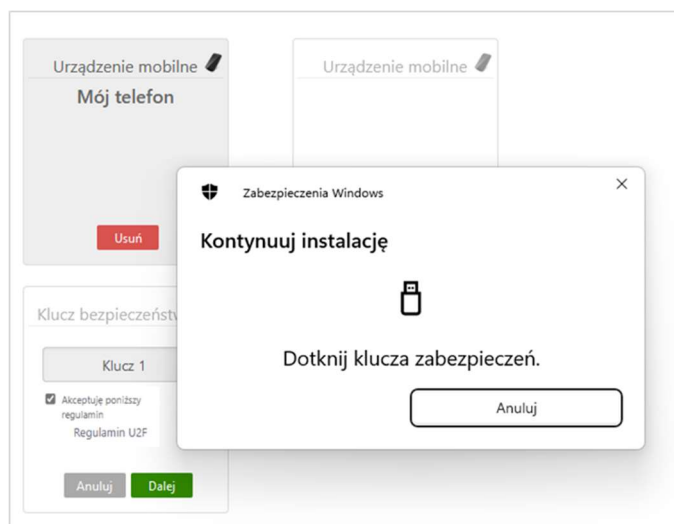 Urządzenie mobilne
Mój telefon
Usuń
Urządzenie mobilne
Zabezpieczenia Windows
Kontynuuj instalację
Dotknij klucza zabezpieczeń.
Anuluj
Klucz bezpieczeństw
Klucz 1
Akceptuję poniższy
regulamin
Regulamin U2F
Anuluj
Dalej